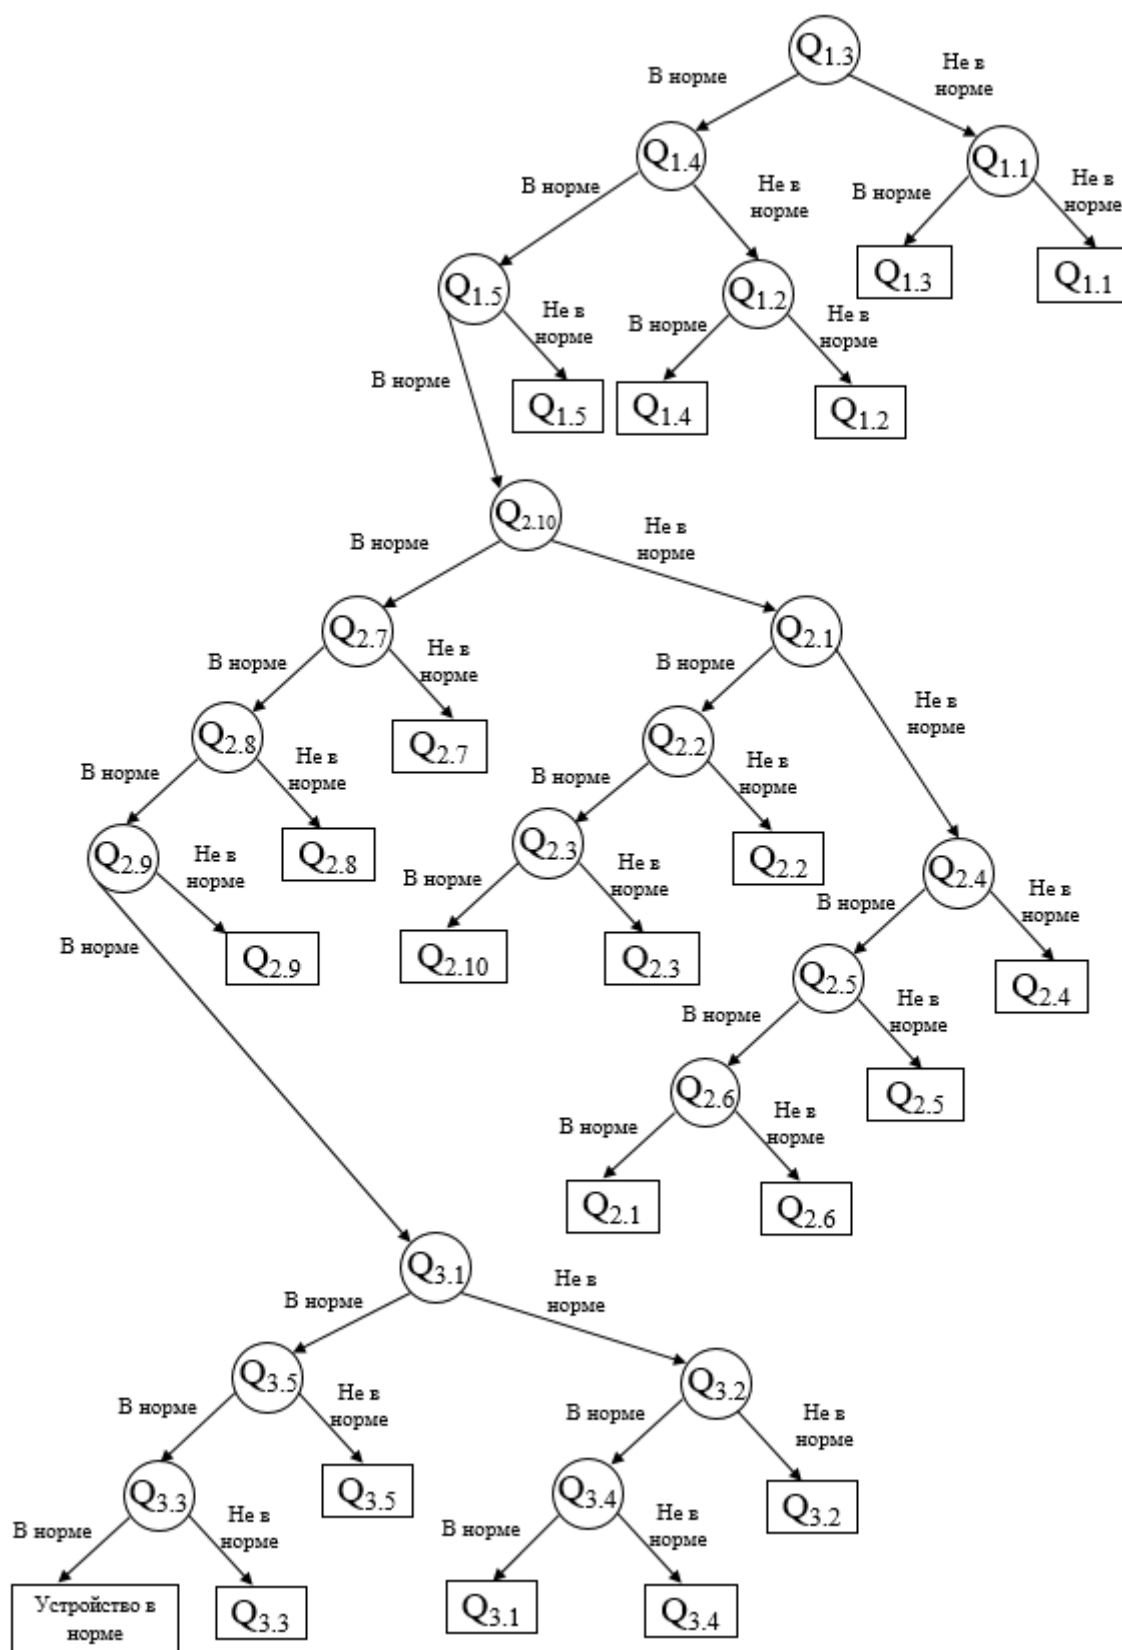 Q1.3
В норме
Не в
норме
Q1.4
Q1.1
В норме
Не в
норме
В норме
Не в
норме
Q1.5
Q1.2
Q1.3
Q1.1
В норме
Не в
норме
В норме
Не в
норме
Q1.5
Q1.4
Q1.2
Q2.10
В норме
Не в
норме
Q2.7
Q2.1
В норме
Не в
норме
В норме
Не в
норме
Q2.8
Q2.7
Q2.2
В норме
Не в
норме
В норме
Не в
норме
Q2.9
Q2.8
Q2.3
Q2.2
Q2.4
В норме
Не в
норме
В норме
Не в
норме
В норме
Не в
норме
Q2.9
Q2.10
Q2.3
Q2.5
Q2.4
В норме
Не в
норме
Q2.6
Q2.5
В норме
Не в
норме
Q2.1
Q2.6
Q3.1
В норме
Не в
норме
Q3.5
Q3.2
В норме
Не в
норме
В норме
Не в
норме
Q3.3
Q3.5
Q3.4
Q3.2
В норме
Не в
норме
В норме
Не в
норме
Устройство в
норме
Q3.3
Q3.1
Q3.4